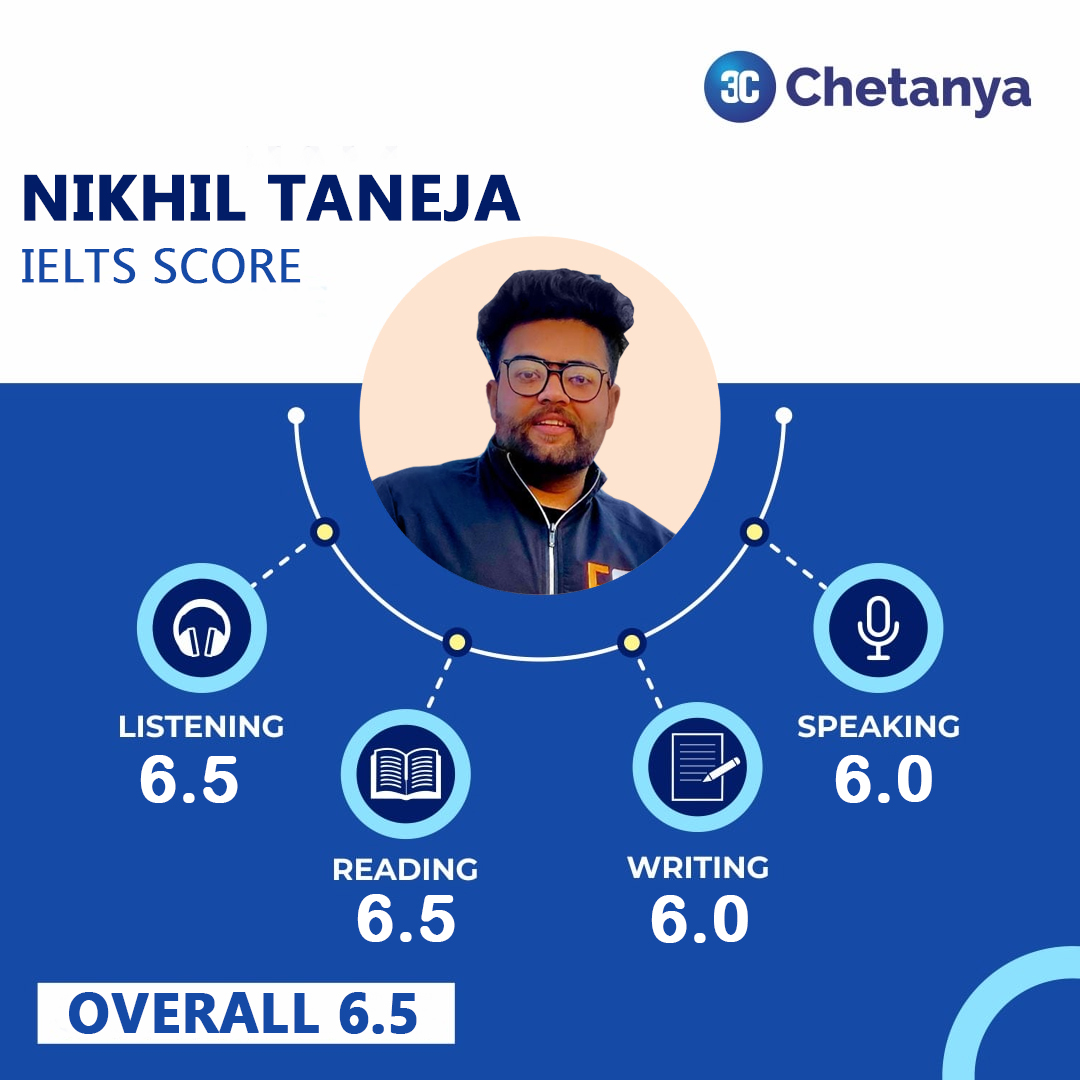 3C Chetanya
NIKHIL TANEJA
IELTS SCORE
LISTENING
6.5
READING
6.5
WRITING
6.0
SPEAKING
6.0
OVERALL 6.5